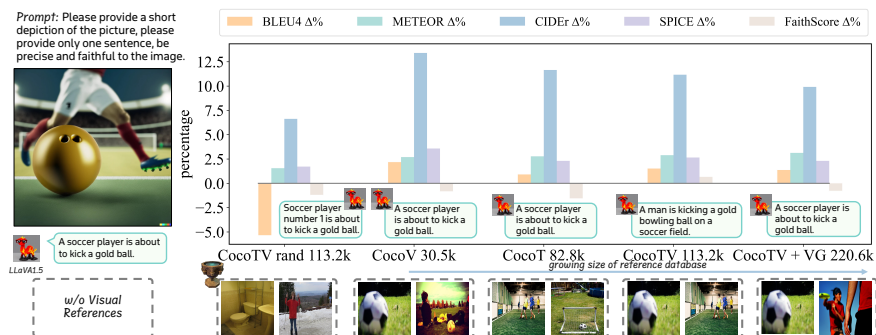 Prompt: Please provide a short
depiction of the picture, please
provide only one sentence, be
precise and faithful to the image.
A soccer player is about
to kick a gold ball.
LLaVA1.5
w/o Visual
References
BLEU4 Δ%
METEOR Δ%
CIDEr Δ%
SPICE Δ%
FaithScore Δ%
percentage
12.5
10.0
7.5
5.0
2.5
0.0
−2.5
−5.0
Soccer player
number 1 is about
to kick a gold ball.
A soccer player
is about to kick a
gold ball.
A soccer player
is about to kick a
gold ball.
A man is kicking a gold
bowling ball on a
soccer field.
A soccer player
is about to kick a
gold ball.
CocoTV rand 113.2k
CocoV 30.5k
CocoT 82.8k
CocoTV 113.2k
CocoTV + VG 220.6k
growing size of reference database